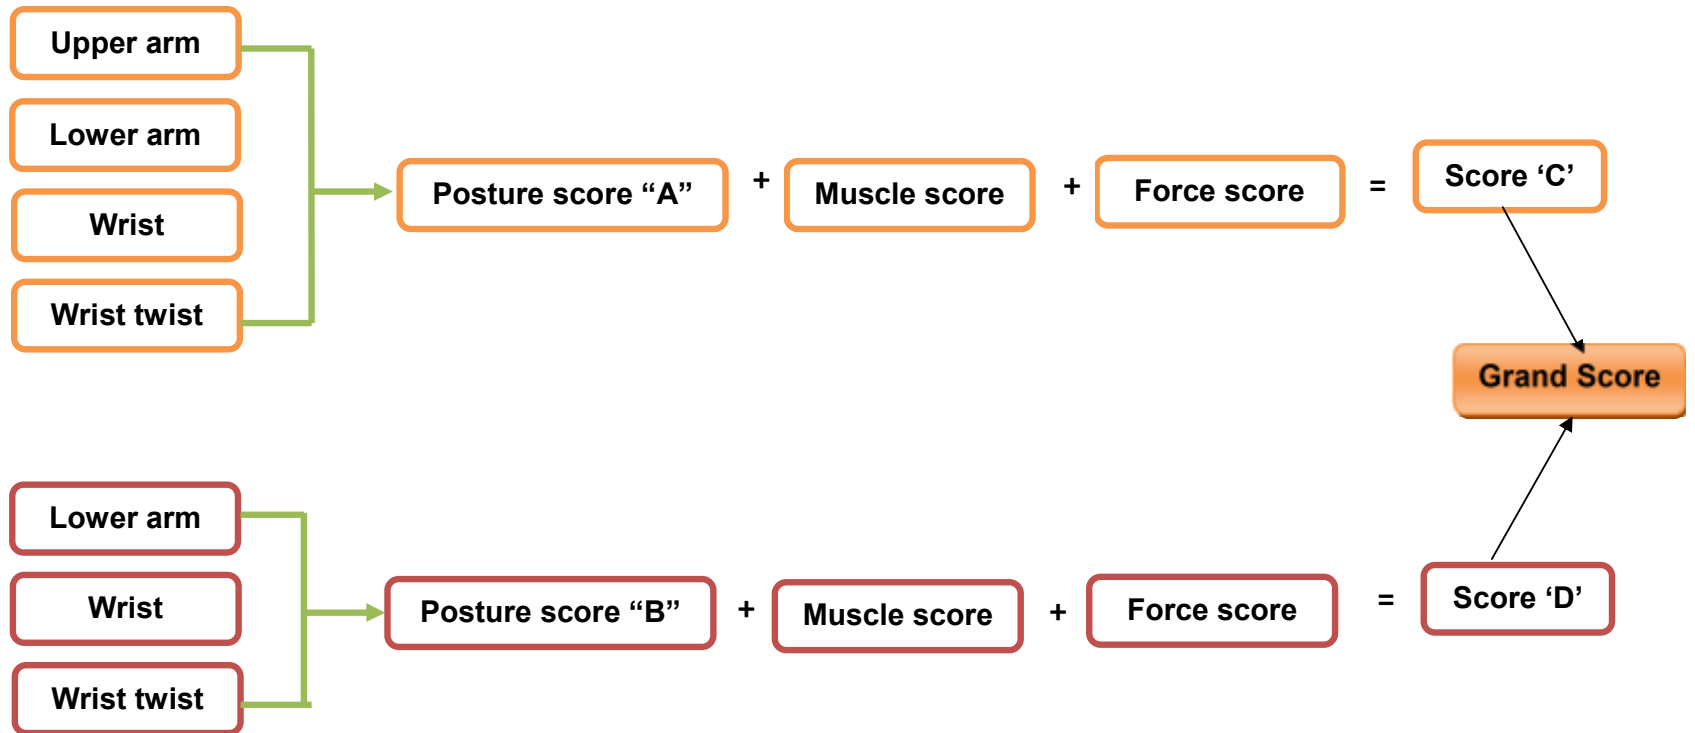 Upper arm
Lower arm
Wrist
Wrist twist
Posture score “A” + Muscle score + Force score = Score ‘C’
Grand Score
Lower arm
Wrist
Wrist twist
Posture score “B” + Muscle score + Force score = Score ‘D’